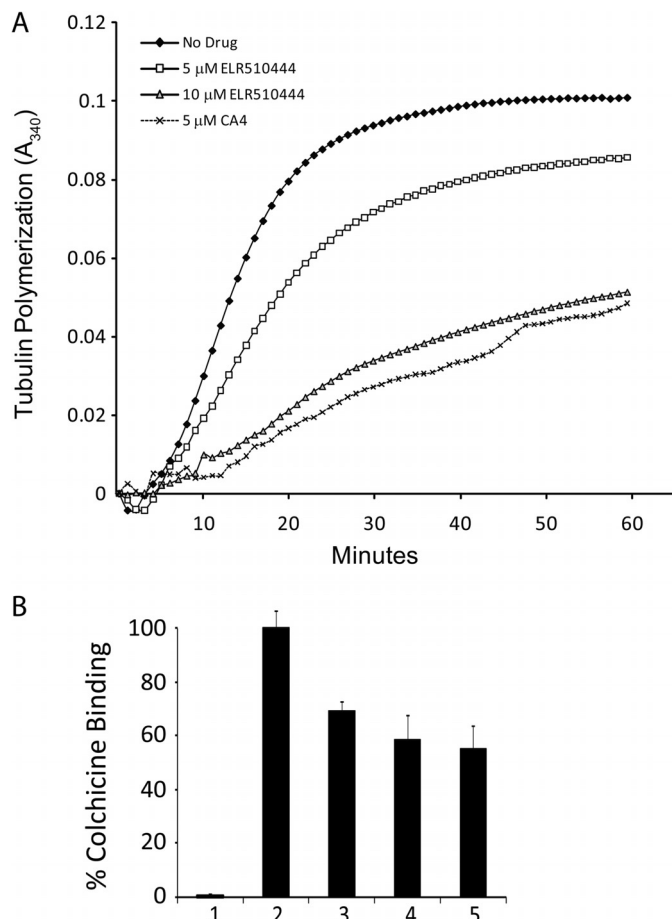 A
0.12
0.1
0.08
0.06
0.04
0.02
0
Tubulin Polymerization (A340)
No Drug
5 μM ELR510444
10 μM ELR510444
5 μM CA4
10 20 30 40 50 60
Minutes
B
100
80
60
40
20
0
% Colchicine Binding
1 2 3 4 5